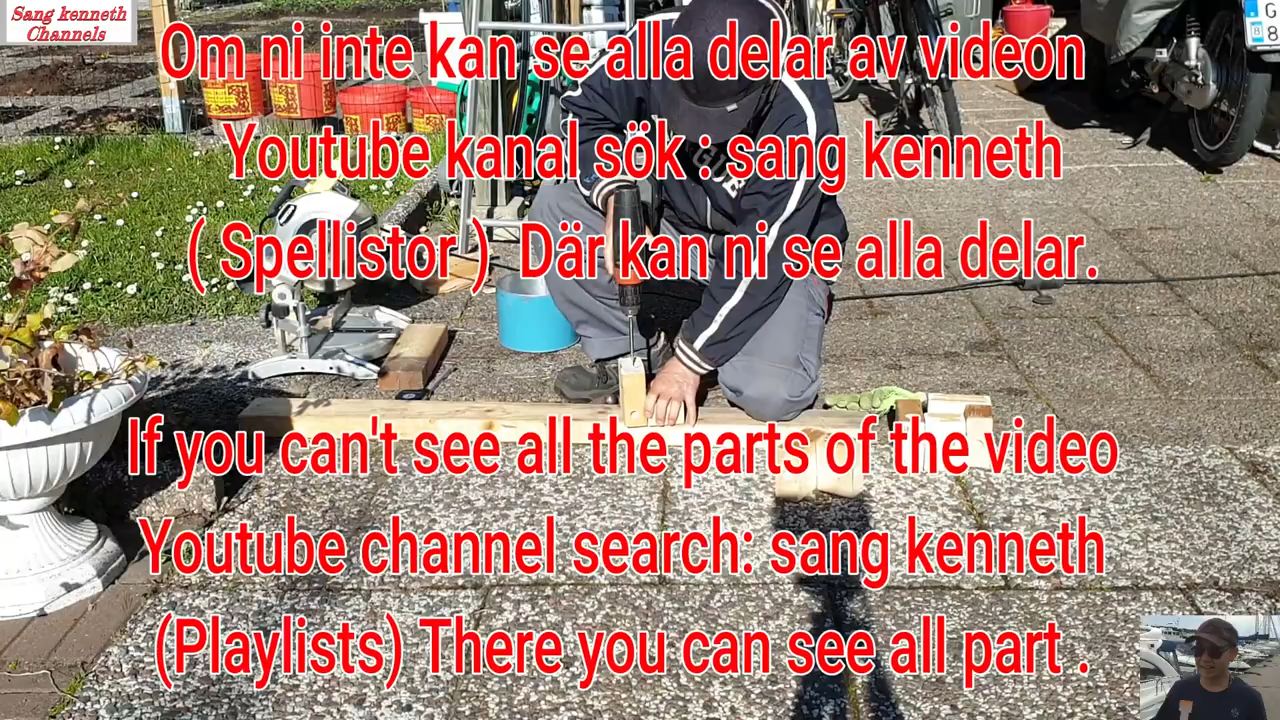 Sang kenneth
Channels
Om ni inte kan se alla delar av videon
Youtube kanal sök : sang kenneth
( Spellistor ) Där kan ni se alla delar.
If you can't see all the parts of the video
Youtube channel search: sang kenneth
(Playlists) There you can see all part .
G
8